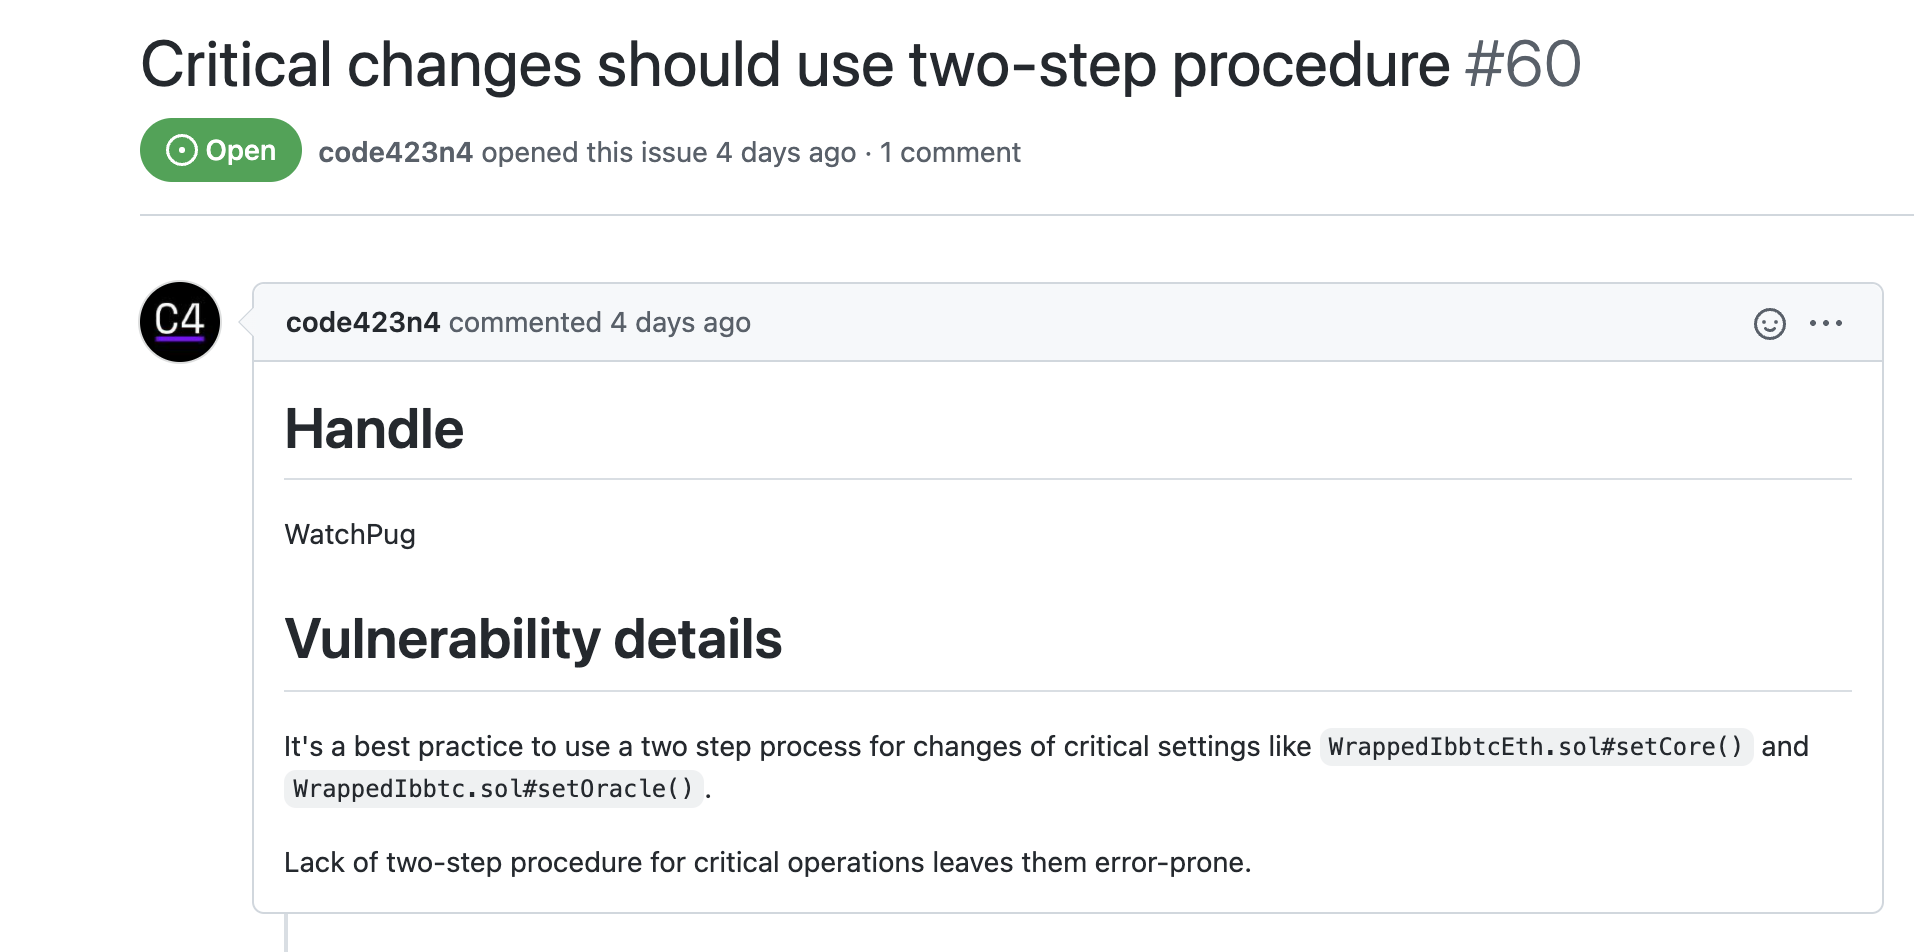 Critical changes should use two-step procedure #60
Open code423n4 opened this issue 4 days ago · 1 comment
C4
code423n4 commented 4 days ago
Handle
WatchPug
Vulnerability details
It's a best practice to use a two step process for changes of critical settings like WrappedIbbtcEth.sol#setCore() and
WrappedIbbtc.sol#setOracle().
Lack of two-step procedure for critical operations leaves them error-prone.